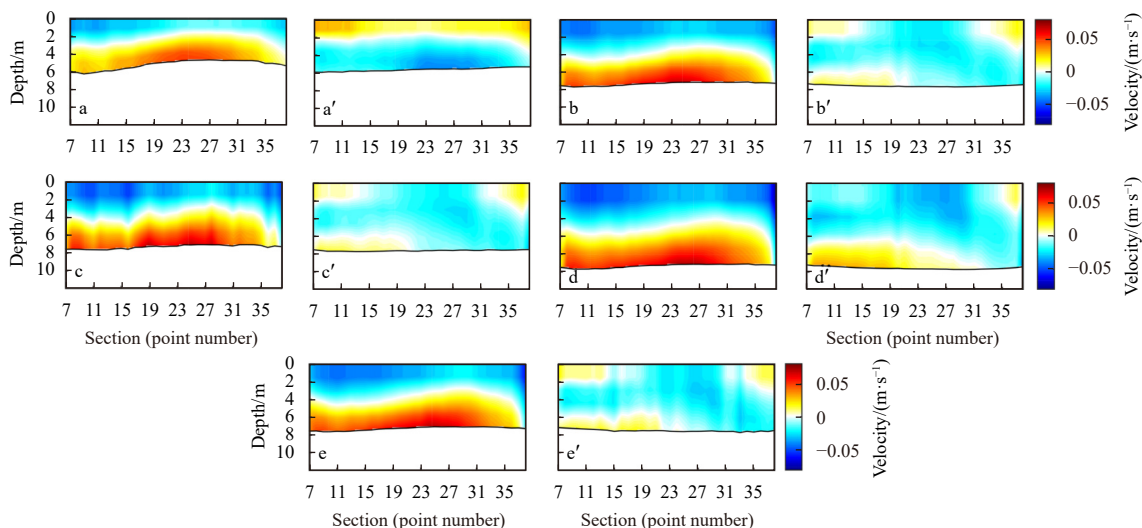 0
2
4
6
8
10
Depth/m
a
a′
b
b′
0.05
0
−0.05
Velocity/(m·s⁻¹)
7 11 15 19 23 27 31 35
7 11 15 19 23 27 31 35
7 11 15 19 23 27 31 35
7 11 15 19 23 27 31 35
0
2
4
6
8
10
Depth/m
c
c′
d
d′
0.05
0
−0.05
Velocity/(m·s⁻¹)
7 11 15 19 23 27 31 35
7 11 15 19 23 27 31 35
7 11 15 19 23 27 31 35
7 11 15 19 23 27 31 35
Section (point number)
Section (point number)
0
2
4
6
8
10
Depth/m
e
e′
0.05
0
−0.05
Velocity/(m·s⁻¹)
7 11 15 19 23 27 31 35
7 11 15 19 23 27 31 35
Section (point number)
Section (point number)